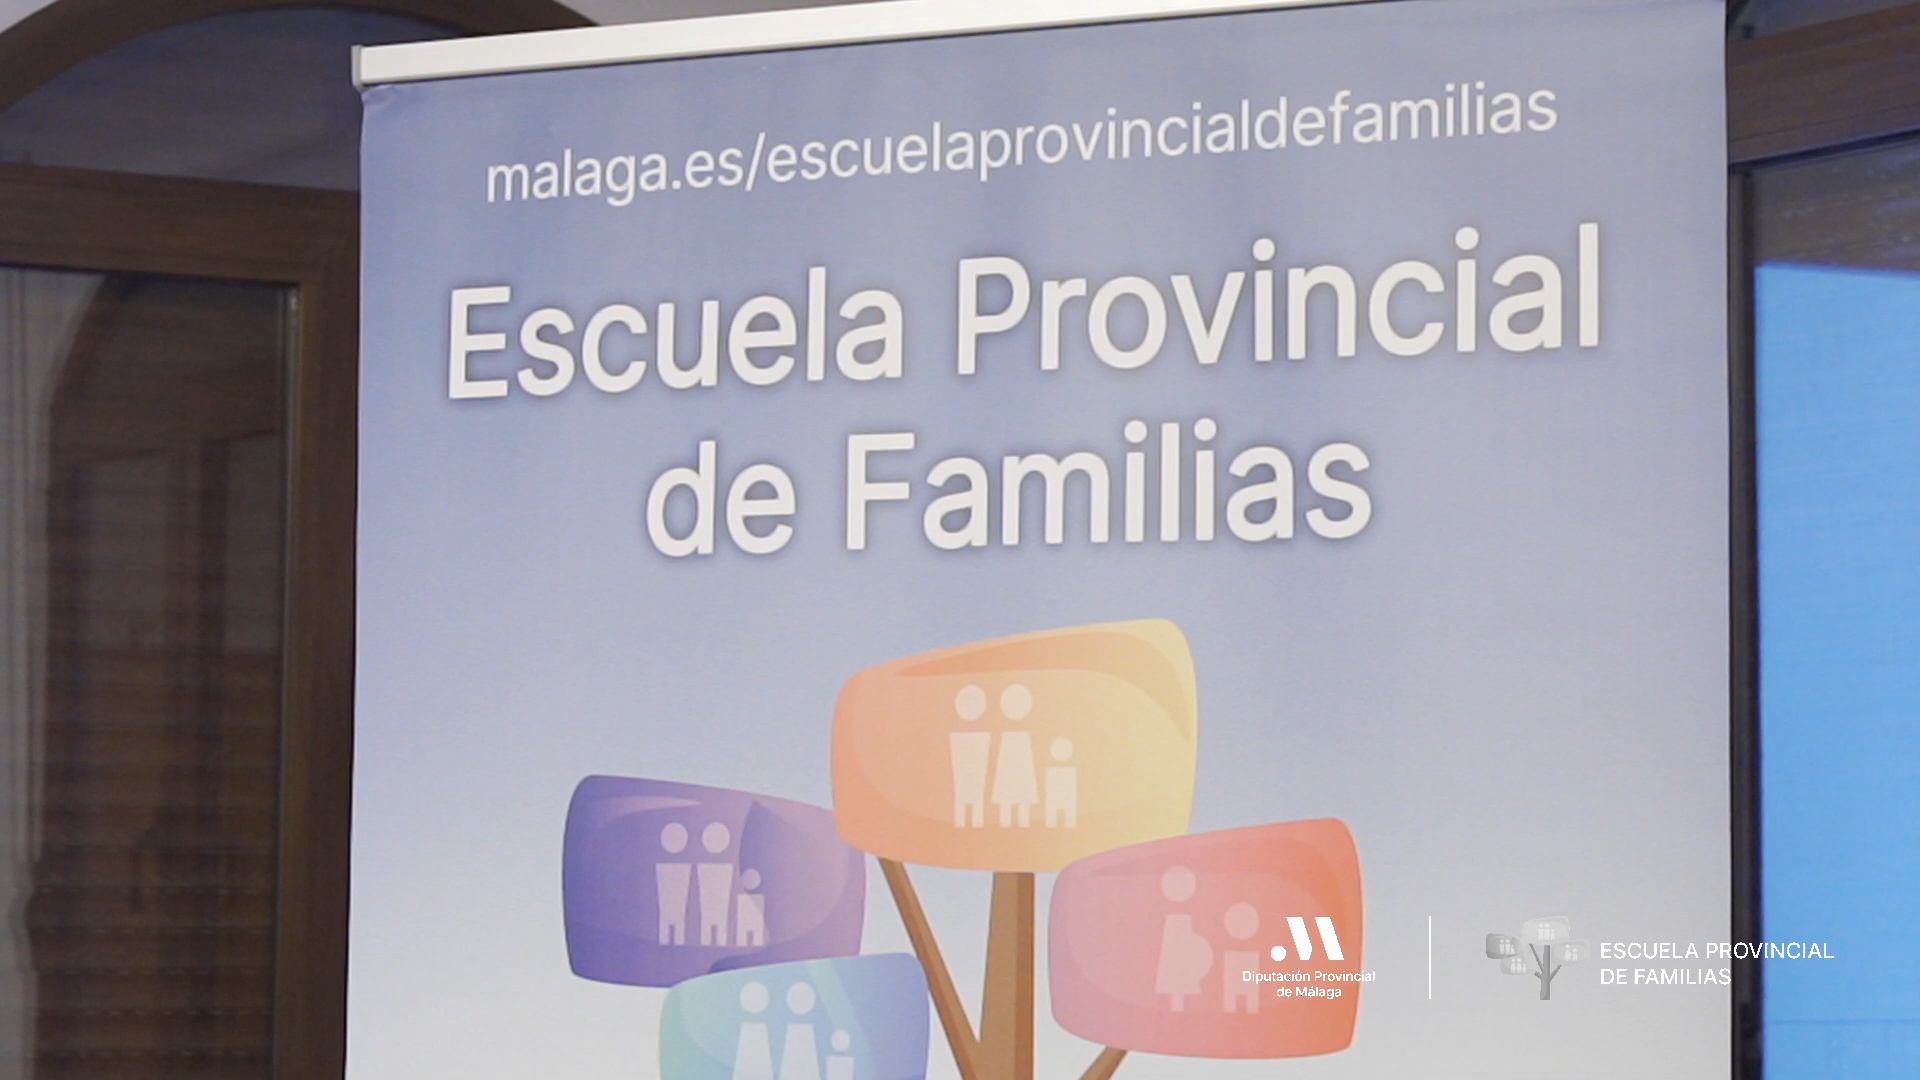 malaga.es/escuelaprovincialdefamilias
Escuela Provincial
de Familias
Diputación Provincial
de Málaga
ESCUELA PROVINCIAL
DE FAMILIAS